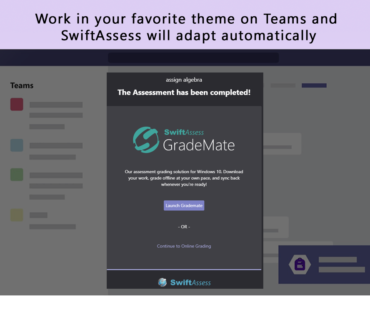 Work in your favorite theme on Teams and
SwiftAssess will adapt automatically
Teams
assign algebra
The Assessment has been completed!
SwiftAssess
GradeMate
Our assessment grading solution for Windows 10. Download
your work, grade offline at your own pace, and sync back
whenever you're ready!
Launch Grademate
- OR -
Continue to Online Grading
SwiftAssess